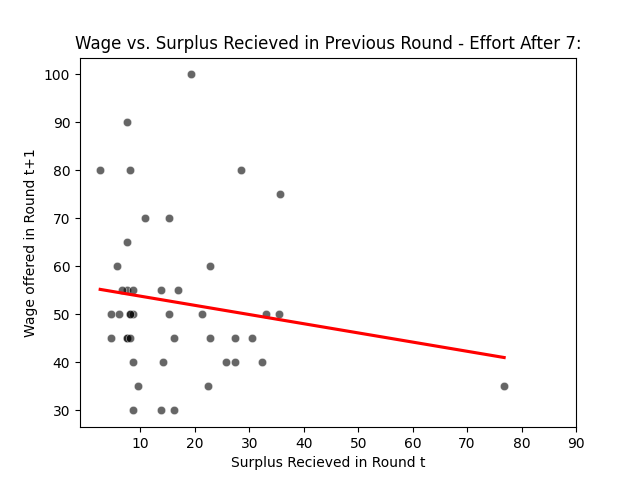 Wage vs. Surplus Recieved in Previous Round - Effort After 7:
100
90
80
70
60
50
40
30
Wage offered in Round t+1
10 20 30 40 50 60 70 80 90
Surplus Recieved in Round t